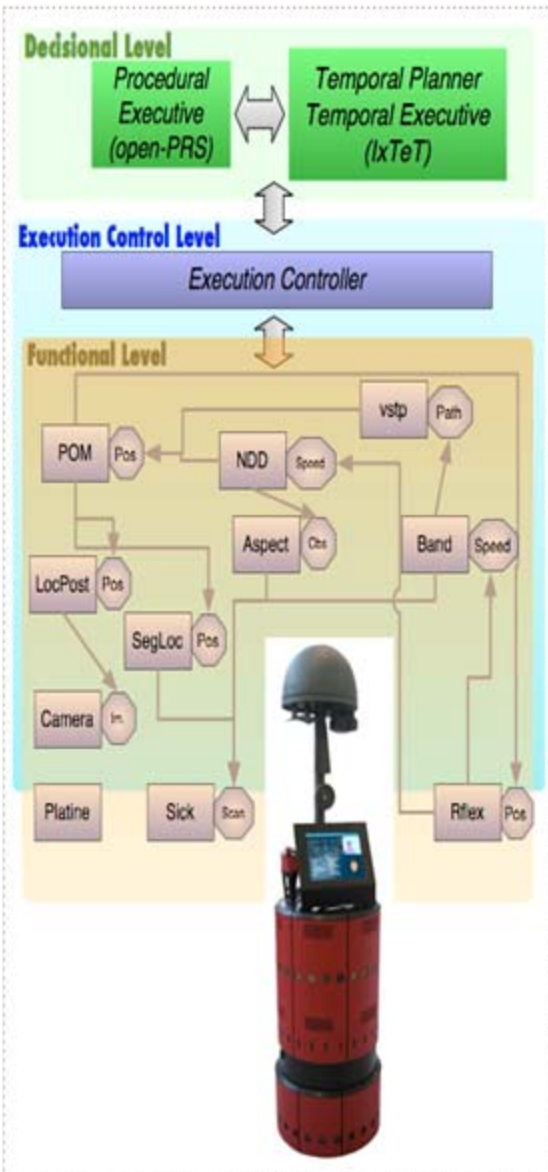 Decisional Level
Procedural
Executive
(open-PRS)
Temporal Planner
Temporal Executive
(IxTeT)
Execution Control Level
Execution Controller
Functional Level
vstp
Path
POM
Pos
NDD
Speed
Aspect
Obs
Band
Speed
LocPost
Pos
SegLoc
Pos
Camera
Im.
Platine
Sick
Scan
Rflex
Pos